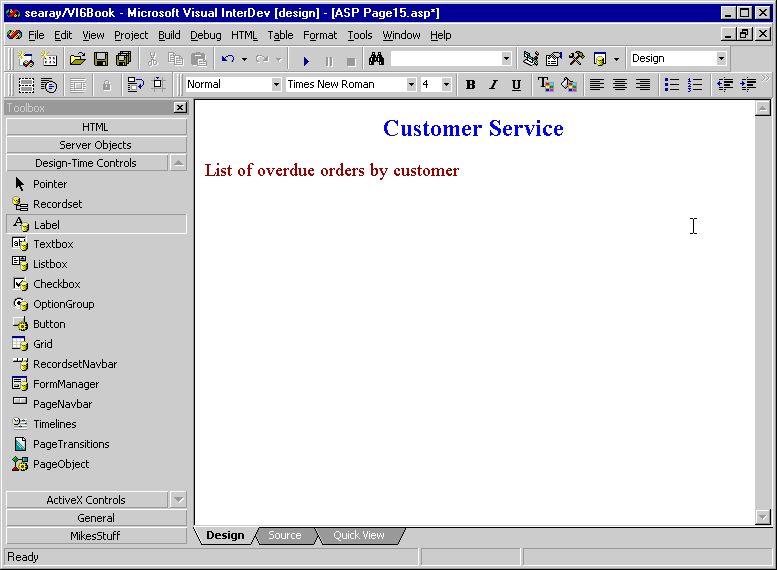 searay/VI6Book - Microsoft Visual InterDev [design] - [ASP Page15.asp*]
File Edit View Project Build Debug HTML Table Format Tools Window Help
Design
Normal Times New Roman 4 B I U
Toolbox
HTML
Server Objects
Design-Time Controls
Pointer
Recordset
Label
Textbox
Listbox
Checkbox
OptionGroup
Button
Grid
RecordsetNavbar
FormManager
PageNavbar
Timelines
PageTransitions
PageObject
ActiveX Controls
General
MikesStuff
Customer Service
List of overdue orders by customer
Design Source Quick View
Ready